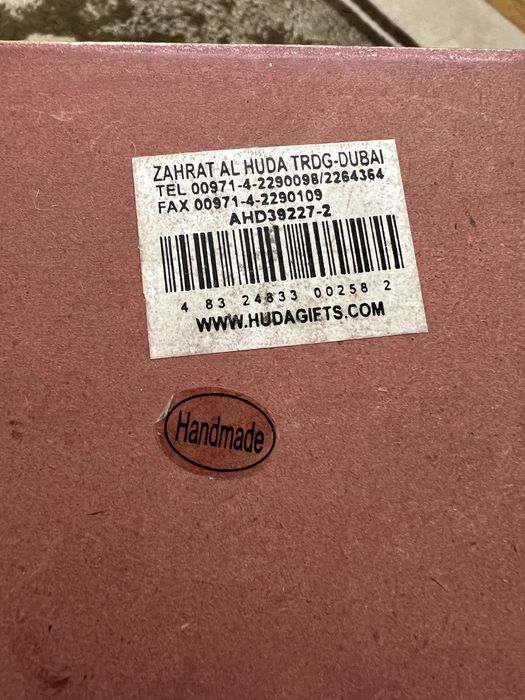 ZAHRAT AL HUDA TRDG-DUBAI
TEL 00971-4-2290098/2264364
FAX 00971-4-2290109
AHD39227-2
4 83 24833 00258 2
WWW.HUDAGIFTS.COM
Handmade